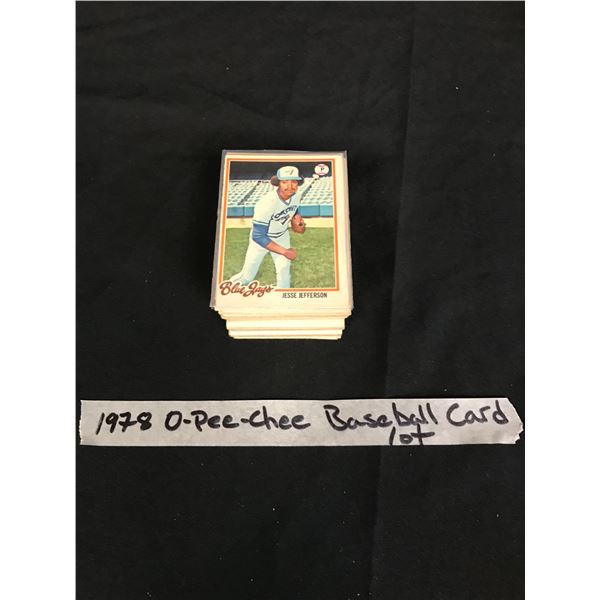 P
Blue Jays
JESSE JEFFERSON
1978 O-Pee-Chee Baseball Card
lot